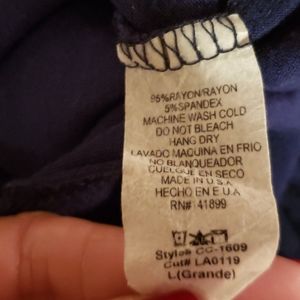 95%RAYON/RAYON
5%SPANDEX
MACHINE WASH COLD
DO NOT BLEACH
HANG DRY
LAVADO MAQUINA EN FRIO
NO BLANQUEADOR
CUELGUE EN SECO
MADE IN U.S.A
HECHO EN E.U.A
RN# 141899
Style# CC-1609
Cut# LA0119
L(Grande)